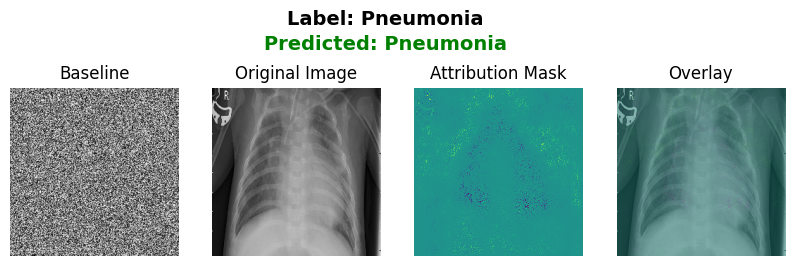 Label: Pneumonia
Predicted: Pneumonia
Baseline
Original Image
Attribution Mask
Overlay
R
R